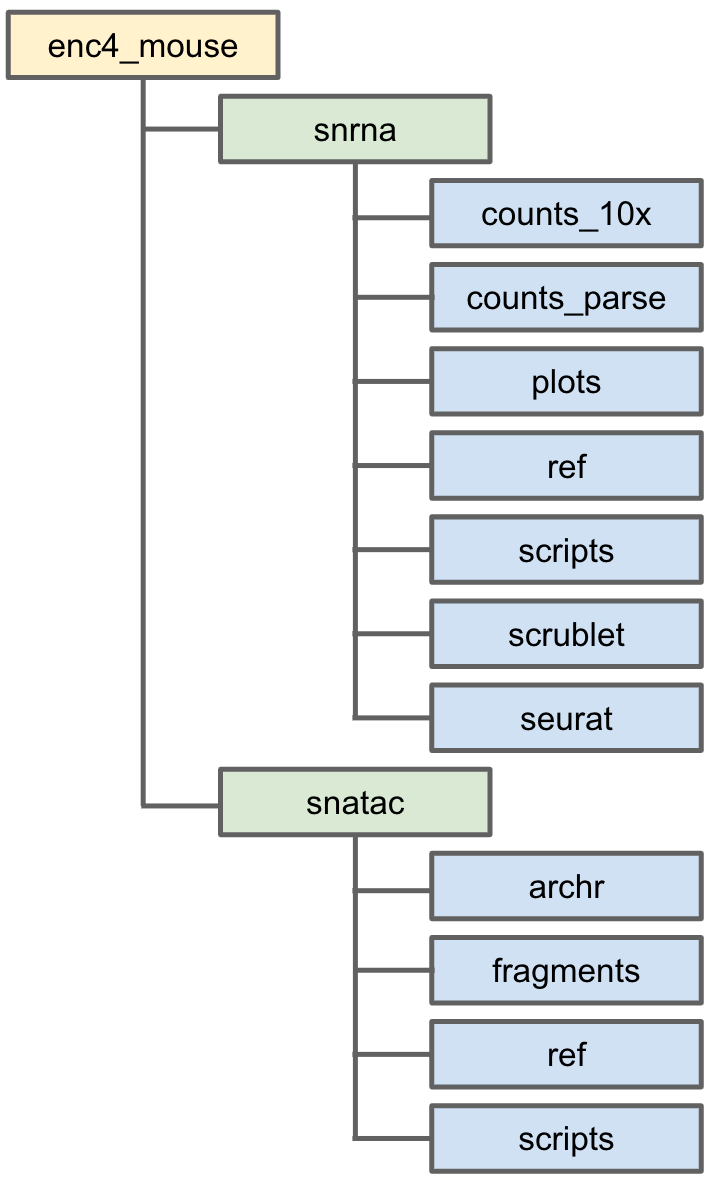 enc4_mouse
snrna
counts_10x
counts_parse
plots
ref
scripts
scrublet
seurat
snatac
archr
fragments
ref
scripts